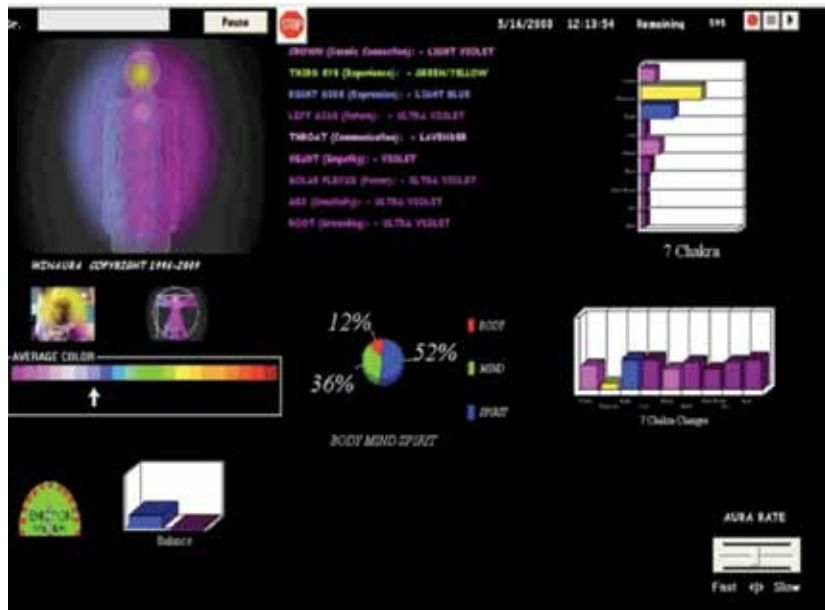 Pause
STOP
5/16/2008 12:13:54 Remaining 595
CROWN (Cosmic Connection): - LIGHT VIOLET
THIRD EYE (Experience): - GREEN/YELLOW
RIGHT SIDE (Expression): - LIGHT BLUE
LEFT SIDE (Future): - ULTRA VIOLET
THROAT (Communication): - LAVENDER
HEART (Empathy): - VIOLET
SOLAR PLEXUS (Power): - ULTRA VIOLET
(Creativity): - ULTRA VIOLET
ROOT (Grounding): - ULTRA VIOLET
7 Chakra
WINAURA COPYRIGHT 1996-2009
AVERAGE COLOR
12%
52%
36%
BODY
MIND
SPIRIT
BODY MIND SPIRIT
7 Chakra Changes
Balance
AURA RATE
Fast Slow